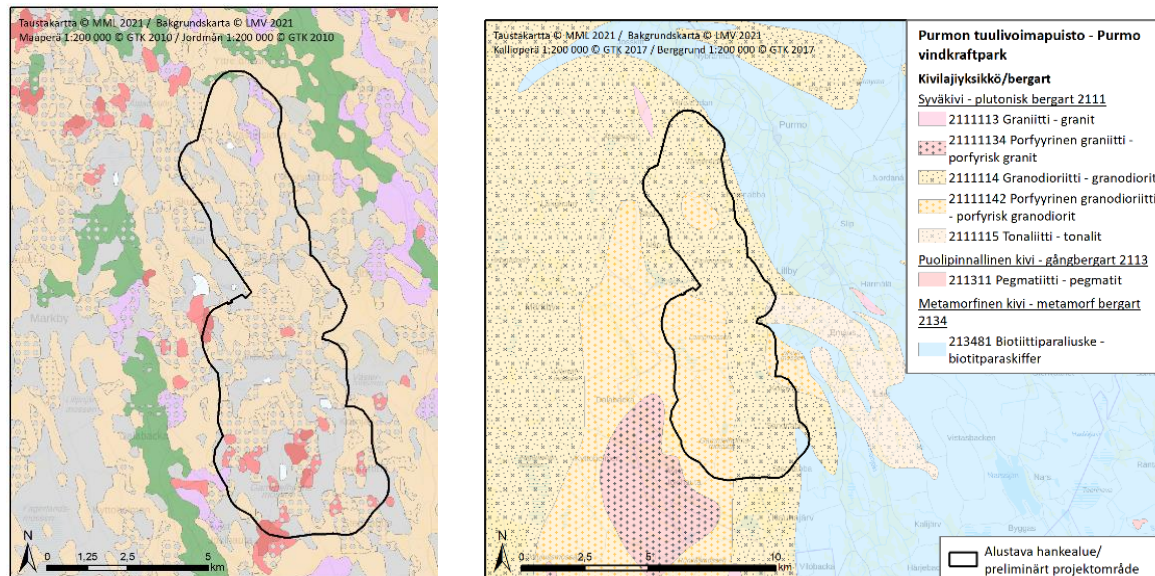 Taustakartta © MML 2021 / Bakgrundskarta © LMV 2021
Maaperä 1:200 000 © GTK 2010 / Jordmån 1:200 000 © GTK 2010
Markby
N
0 1,25 2,5 5
km
Taustakartta © MML 2021 / Bakgrundskarta © LMV 2021
Kallioperä 1:200 000 © GTK 2017 / Berggrund 1:200 000 © GTK 2017
Purmo
Slip
Lillby
Vilobacka
N
0 2,5 5 10
km
Purmon tuulivoimapuisto - Purmo
vindkraftpark
Kivilajiyksikkö/bergart
Syväkivi - plutonisk bergart 2111
2111113 Graniitti - granit
21111134 Porfyyrinen graniitti -
porfyrisk granit
2111114 Granodioriitti - granodiorit
21111142 Porfyyrinen granodioriitti
- porfyrisk granodiorit
2111115 Tonaliitti - tonalit
Puolipinnallinen kivi - gångbergart 2113
211311 Pegmatiitti - pegmatit
Metamorfinen kivi - metamorf bergart
2134
213481 Biotiittiparaliuske -
biotitparaskiffer
Alustava hankealue/
preliminärt projektområde